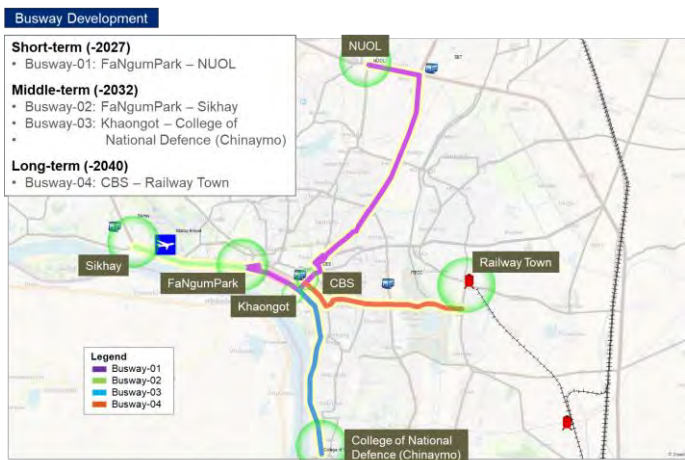 Busway Development
Short-term (-2027)
• Busway-01: FaNgumPark – NUOL
Middle-term (-2032)
• Busway-02: FaNgumPark – Sikhay
• Busway-03: Khaongot – College of
• National Defence (Chinaymo)
Long-term (-2040)
• Busway-04: CBS – Railway Town
NUOL
NUOL
Sikhay
FaNgumPark
Khaongot
CBS
Railway Town
Legend
Busway-01
Busway-02
Busway-03
Busway-04
College of National
Defence (Chinaymo)